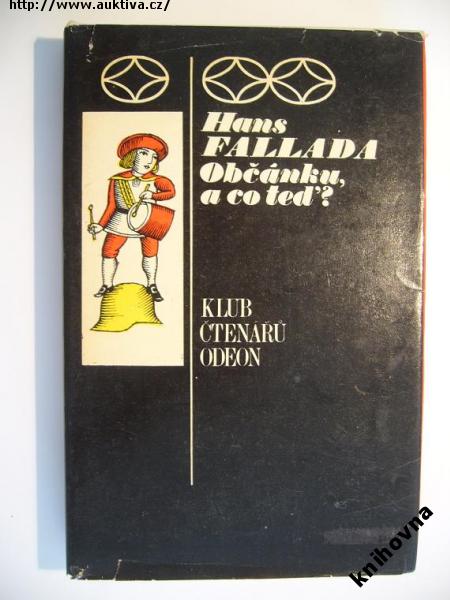 http://www.auktiva.cz/
Hans
FALLADA
Občánku,
a co teď?
KLUB
ČTENÁŘŮ
ODEON
knihovna